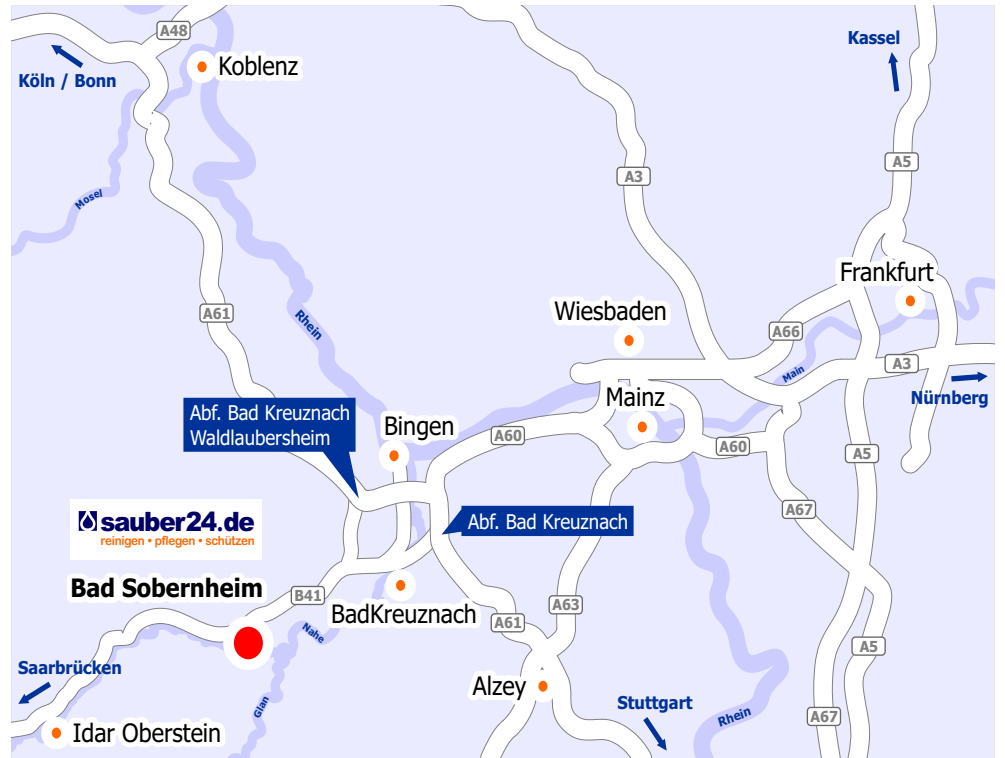 A48
Kassel
Köln / Bonn
Koblenz
A5
A3
Mosel
Frankfurt
A61
Wiesbaden
Rhein
A66
A3
Main
Nürnberg
Mainz
Abf. Bad Kreuznach
Waldlaubersheim
Bingen
A60
A60
A5
A67
sauber24.de
reinigen • pflegen • schützen
Abf. Bad Kreuznach
Bad Sobernheim
B41
BadKreuznach
A63
A61
Nahe
A5
Saarbrücken
Alzey
Stuttgart
Glan
Rhein
A67
Idar Oberstein